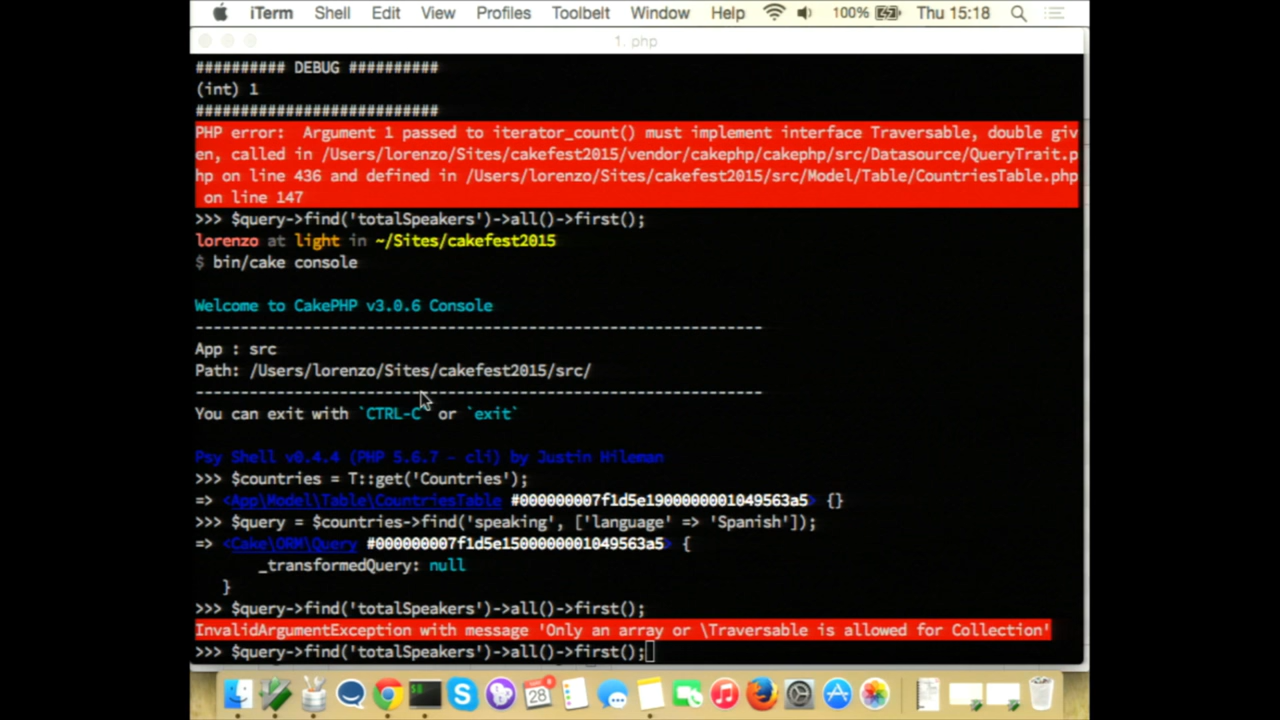 iTerm Shell Edit View Profiles Toolbelt Window Help 100% Thu 15:18
1. php
########## DEBUG ##########
(int) 1
###########################
PHP error:  Argument 1 passed to iterator_count() must implement interface Traversable, double giv
en, called in /Users/lorenzo/Sites/cakefest2015/vendor/cakephp/cakephp/src/Datasource/QueryTrait.p
hp on line 436 and defined in /Users/lorenzo/Sites/cakefest2015/src/Model/Table/CountriesTable.php
 on line 147
>>> $query->find('totalSpeakers')->all()->first();
lorenzo at light in ~/Sites/cakefest2015
$ bin/cake console
Welcome to CakePHP v3.0.6 Console
---------------------------------------------------------------
App : src
Path: /Users/lorenzo/Sites/cakefest2015/src/
---------------------------------------------------------------
You can exit with `CTRL-C` or `exit`
Psy Shell v0.4.4 (PHP 5.6.7 – cli) by Justin Hileman
>>> $countries = T::get('Countries');
=> <App\Model\Table\CountriesTable #000000007f1d5e1900000001049563a5> {}
>>> $query = $countries->find('speaking', ['language' => 'Spanish']);
=> <Cake\ORM\Query #000000007f1d5e1500000001049563a5> {
_transformedQuery: null
}
>>> $query->find('totalSpeakers')->all()->first();
InvalidArgumentException with message 'Only an array or \Traversable is allowed for Collection'
>>> $query->find('totalSpeakers')->all()->first();
28